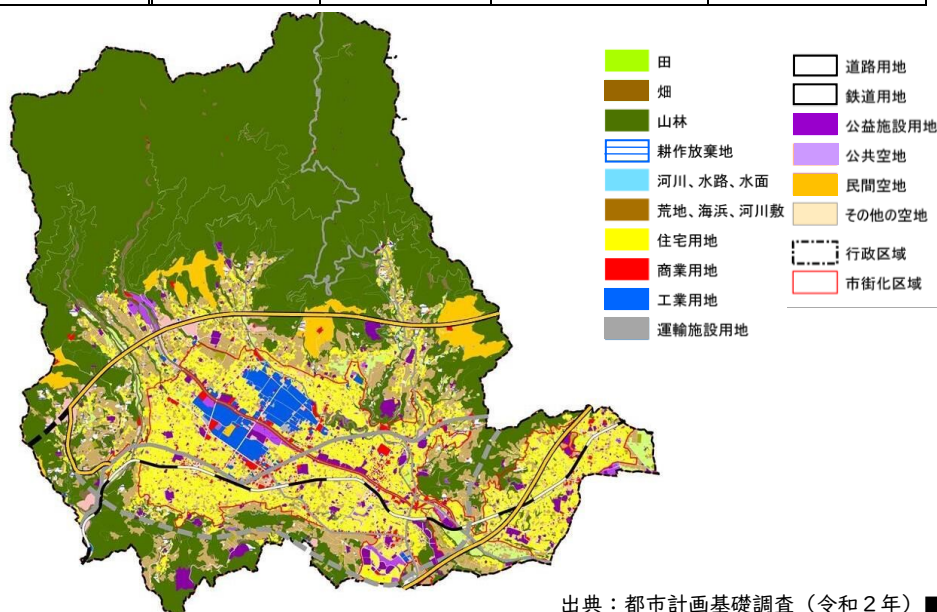 田
畑
山林
耕作放棄地
河川、水路、水面
荒地、海浜、河川敷
住宅用地
商業用地
工業用地
運輸施設用地
道路用地
鉄道用地
公益施設用地
公共空地
民間空地
その他の空地
行政区域
市街化区域
出典：都市計画基礎調査（令和２年）■